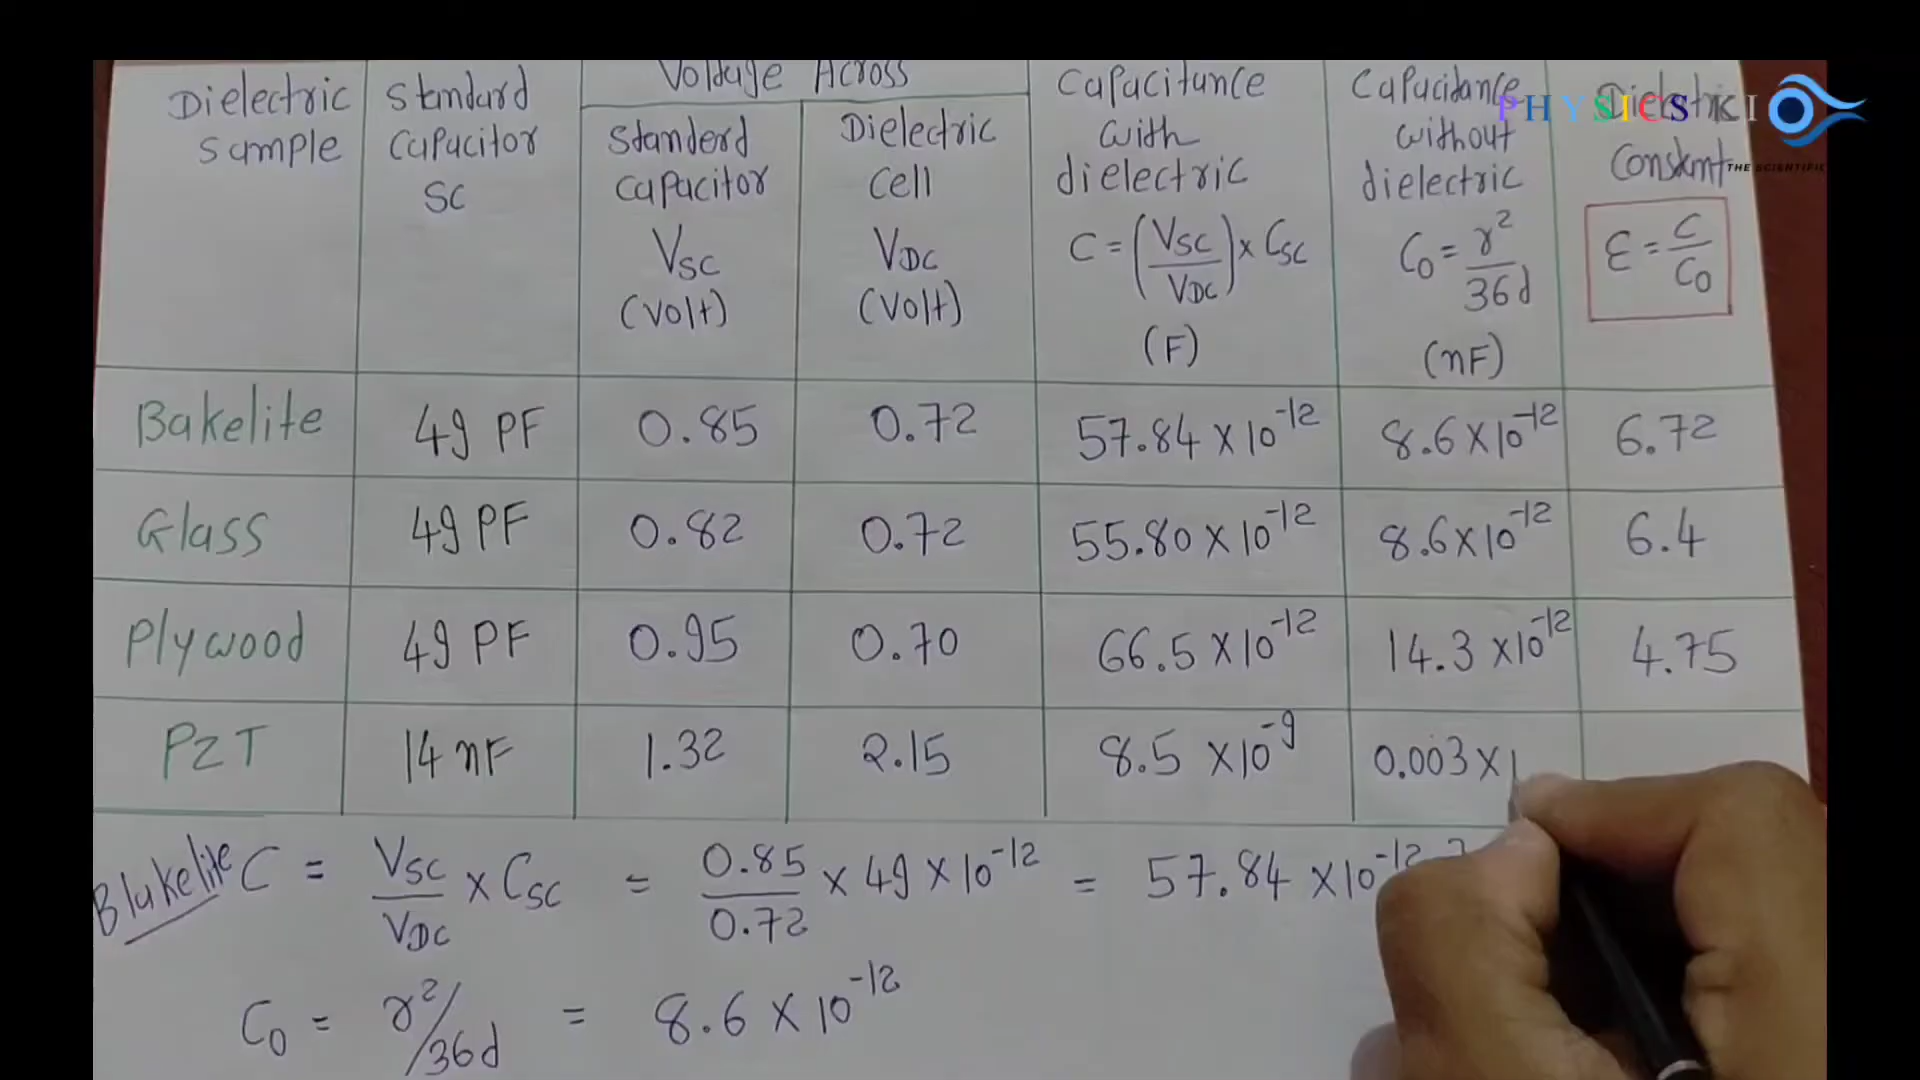 Dielectric Sample
Standard Capacitor SC
Voltage Across
Standerd Capacitor VSC (Volt)
Dielectric Cell VDC (Volt)
Capacitance With dielectric C = (VSC/VDC) × CSC (F)
Capacitance without dielectric C0 = r²/36d (nF)
Dielectric Constant ε = C/C0
PHYSICS KI
THE SCIENTIFIC
Bakelite 49 PF 0.85 0.72 57.84 × 10⁻¹² 8.6 × 10⁻¹² 6.72
Glass 49 PF 0.82 0.72 55.80 × 10⁻¹² 8.6 × 10⁻¹² 6.4
Plywood 49 PF 0.95 0.70 66.5 × 10⁻¹² 14.3 × 10⁻¹² 4.75
PZT 14 nF 1.32 2.15 8.5 × 10⁻⁹ 0.003 × 1
Blakelite C = VSC/VDC × CSC = 0.85/0.72 × 49 × 10⁻¹² = 57.84 × 10⁻¹²
C0 = r²/36d = 8.6 × 10⁻¹²